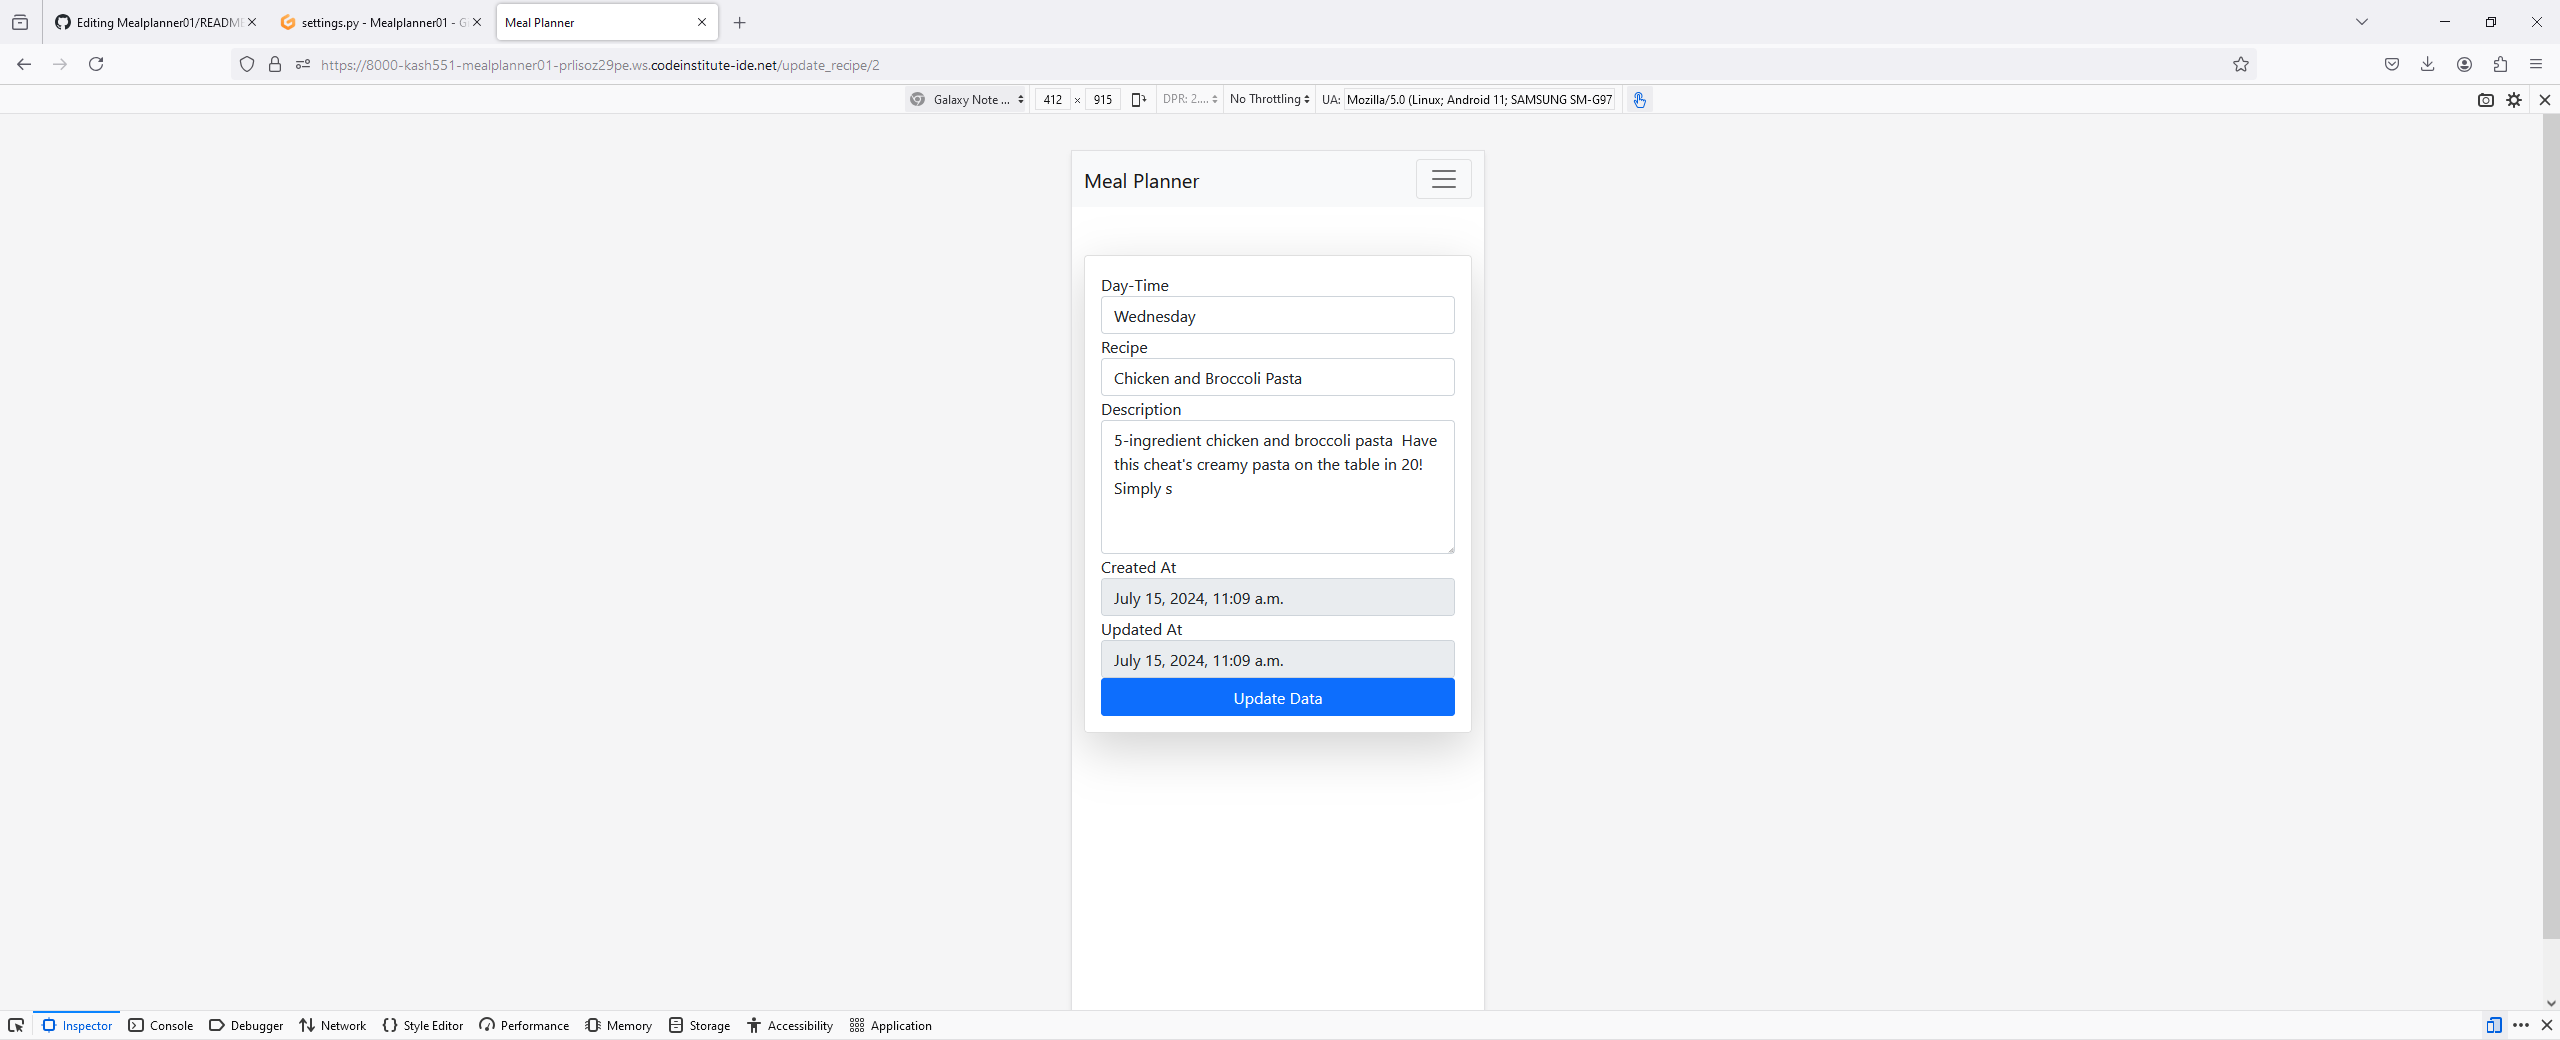 Editing Mealplanner01/README
settings.py - Mealplanner01 - G
Meal Planner
https://8000-kash551-mealplanner01-prlisoz29pe.ws.codeinstitute-ide.net/update_recipe/2
Galaxy Note ... 412 × 915 DPR: 2.... No Throttling UA: Mozilla/5.0 (Linux; Android 11; SAMSUNG SM-G97
Meal Planner
Day-Time
Wednesday
Recipe
Chicken and Broccoli Pasta
Description
5-ingredient chicken and broccoli pasta  Have
this cheat's creamy pasta on the table in 20!
Simply s
Created At
July 15, 2024, 11:09 a.m.
Updated At
July 15, 2024, 11:09 a.m.
Update Data
Inspector Console Debugger Network Style Editor Performance Memory Storage Accessibility Application